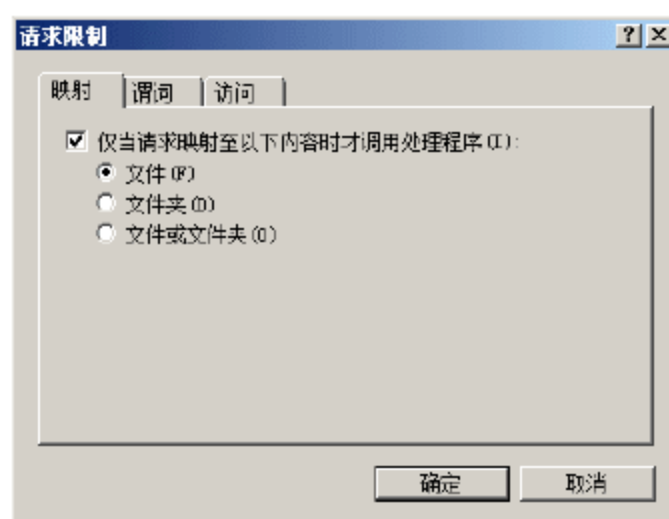 请求限制
映射 谓词 访问
仅当请求映射至以下内容时才调用处理程序(I):
文件(F)
文件夹(D)
文件或文件夹(O)
确定 取消